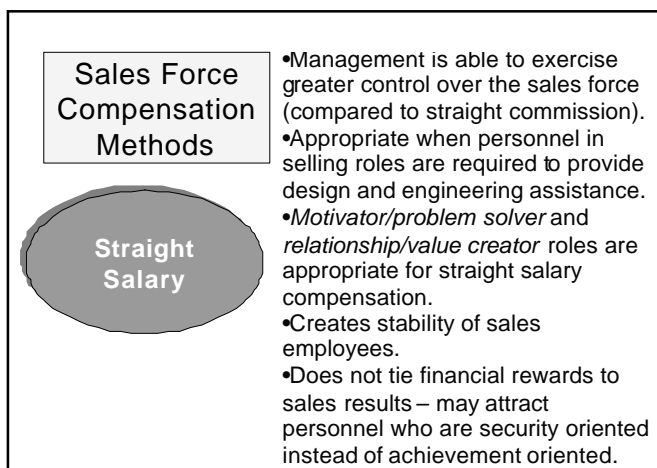 Sales Force
Compensation
Methods
Straight
Salary
•Management is able to exercise
greater control over the sales force
(compared to straight commission).
•Appropriate when personnel in
selling roles are required to provide
design and engineering assistance.
•Motivator/problem solver and
relationship/value creator roles are
appropriate for straight salary
compensation.
•Creates stability of sales
employees.
•Does not tie financial rewards to
sales results – may attract
personnel who are security oriented
instead of achievement oriented.